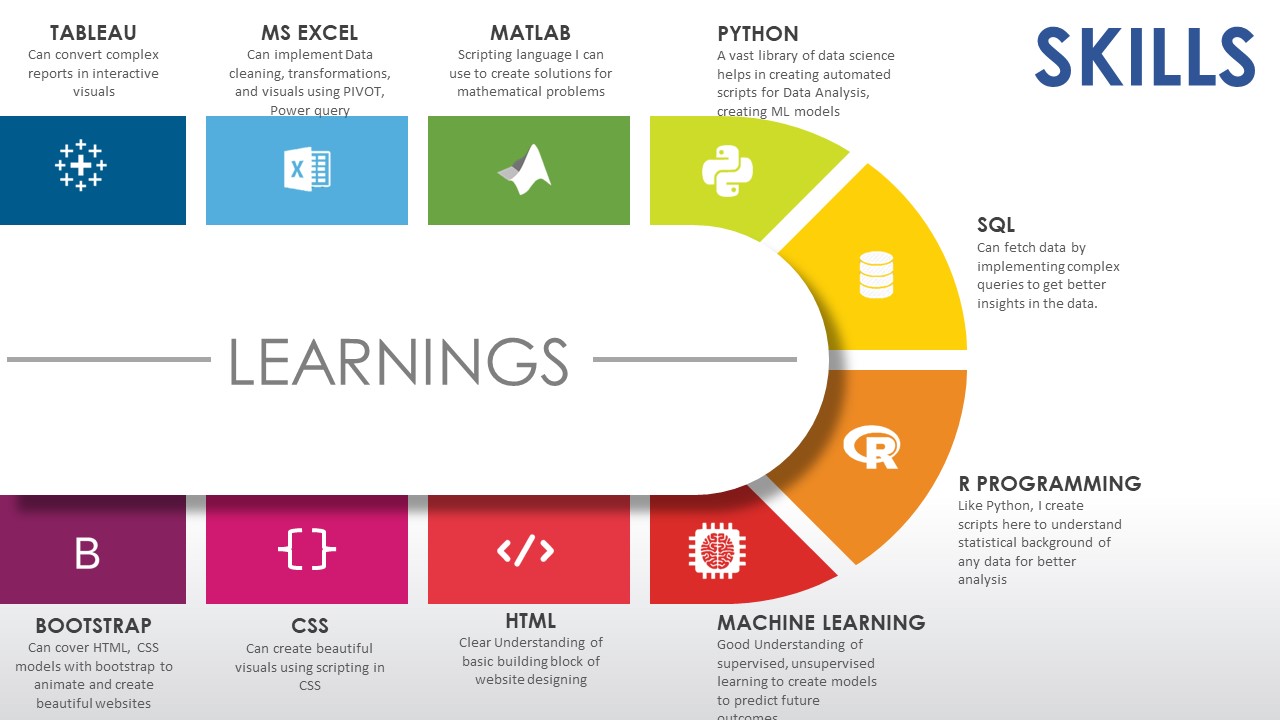 SKILLS
TABLEAU
Can convert complex
reports in interactive
visuals
MS EXCEL
Can implement Data
cleaning, transformations,
and visuals using PIVOT,
Power query
X
MATLAB
Scripting language I can
use to create solutions for
mathematical problems
PYTHON
A vast library of data science
helps in creating automated
scripts for Data Analysis,
creating ML models
SQL
Can fetch data by
implementing complex
queries to get better
insights in the data.
LEARNINGS
R
R PROGRAMMING
Like Python, I create
scripts here to understand
statistical background of
any data for better
analysis
B
{ }
</>
BOOTSTRAP
Can cover HTML, CSS
models with bootstrap to
animate and create
beautiful websites
CSS
Can create beautiful
visuals using scripting in
CSS
HTML
Clear Understanding of
basic building block of
website designing
MACHINE LEARNING
Good Understanding of
supervised, unsupervised
learning to create models
to predict future
outcomes